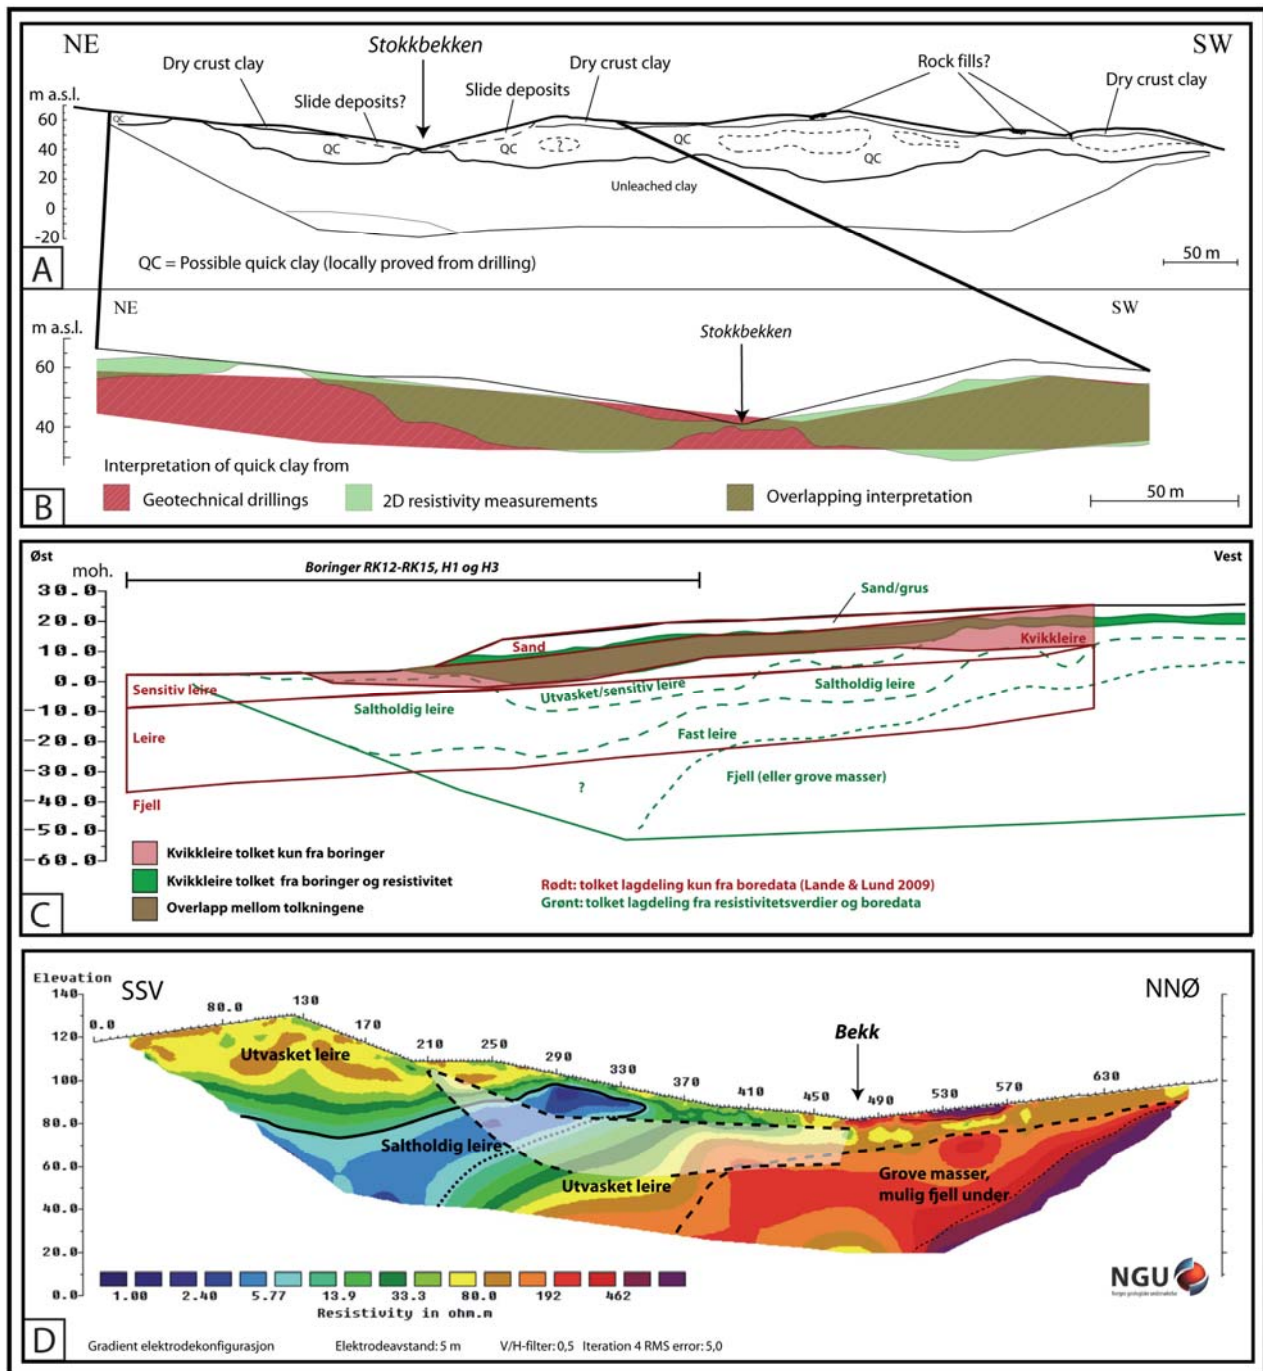 NE
Stokkbekken
SW
Dry crust clay
Slide deposits?
Slide deposits
Dry crust clay
Rock fills?
Dry crust clay
m a.s.l.
60
40
20
0
-20
QC
QC
QC
?
QC
QC
Unleached clay
A
QC = Possible quick clay (locally proved from drilling)
50 m
NE
SW
m a.s.l.
Stokkbekken
60
40
Interpretation of quick clay from
Geotechnical drillings
2D resistivity measurements
Overlapping interpretation
50 m
B
Øst
Vest
moh.
Boringer RK12-RK15, H1 og H3
30.0
20.0
10.0
0.0
-10.0
-20.0
-30.0
-40.0
-50.0
-60.0
Sand/grus
Sand
Kvikkleire
Sensitiv leire
Utvasket/sensitiv leire
Saltholdig leire
Saltholdig leire
Leire
Fast leire
Fjell (eller grove masser)
?
Fjell
Kvikkleire tolket kun fra boringer
Kvikkleire tolket fra boringer og resistivitet
Overlapp mellom tolkningene
Rødt: tolket lagdeling kun fra boredata (Lande & Lund 2009)
Grønt: tolket lagdeling fra resistivitetsverdier og boredata
C
Elevation
SSV
NNØ
140
120
100
80.0
60.0
40.0
20.0
0.0
0.0
80.0
130
170
210
250
290
330
370
410
450
490
530
570
630
Bekk
Utvasket leire
Saltholdig leire
Utvasket leire
Grove masser,
mulig fjell under
1.00
2.40
5.77
13.9
33.3
80.0
192
462
Resistivity in ohm.m
NGU
Norges geologiske undersøkelse
D
Gradient elektrodekonfigurasjon
Elektrodeavstand: 5 m
V/H-filter: 0,5 Iteration 4 RMS error: 5,0